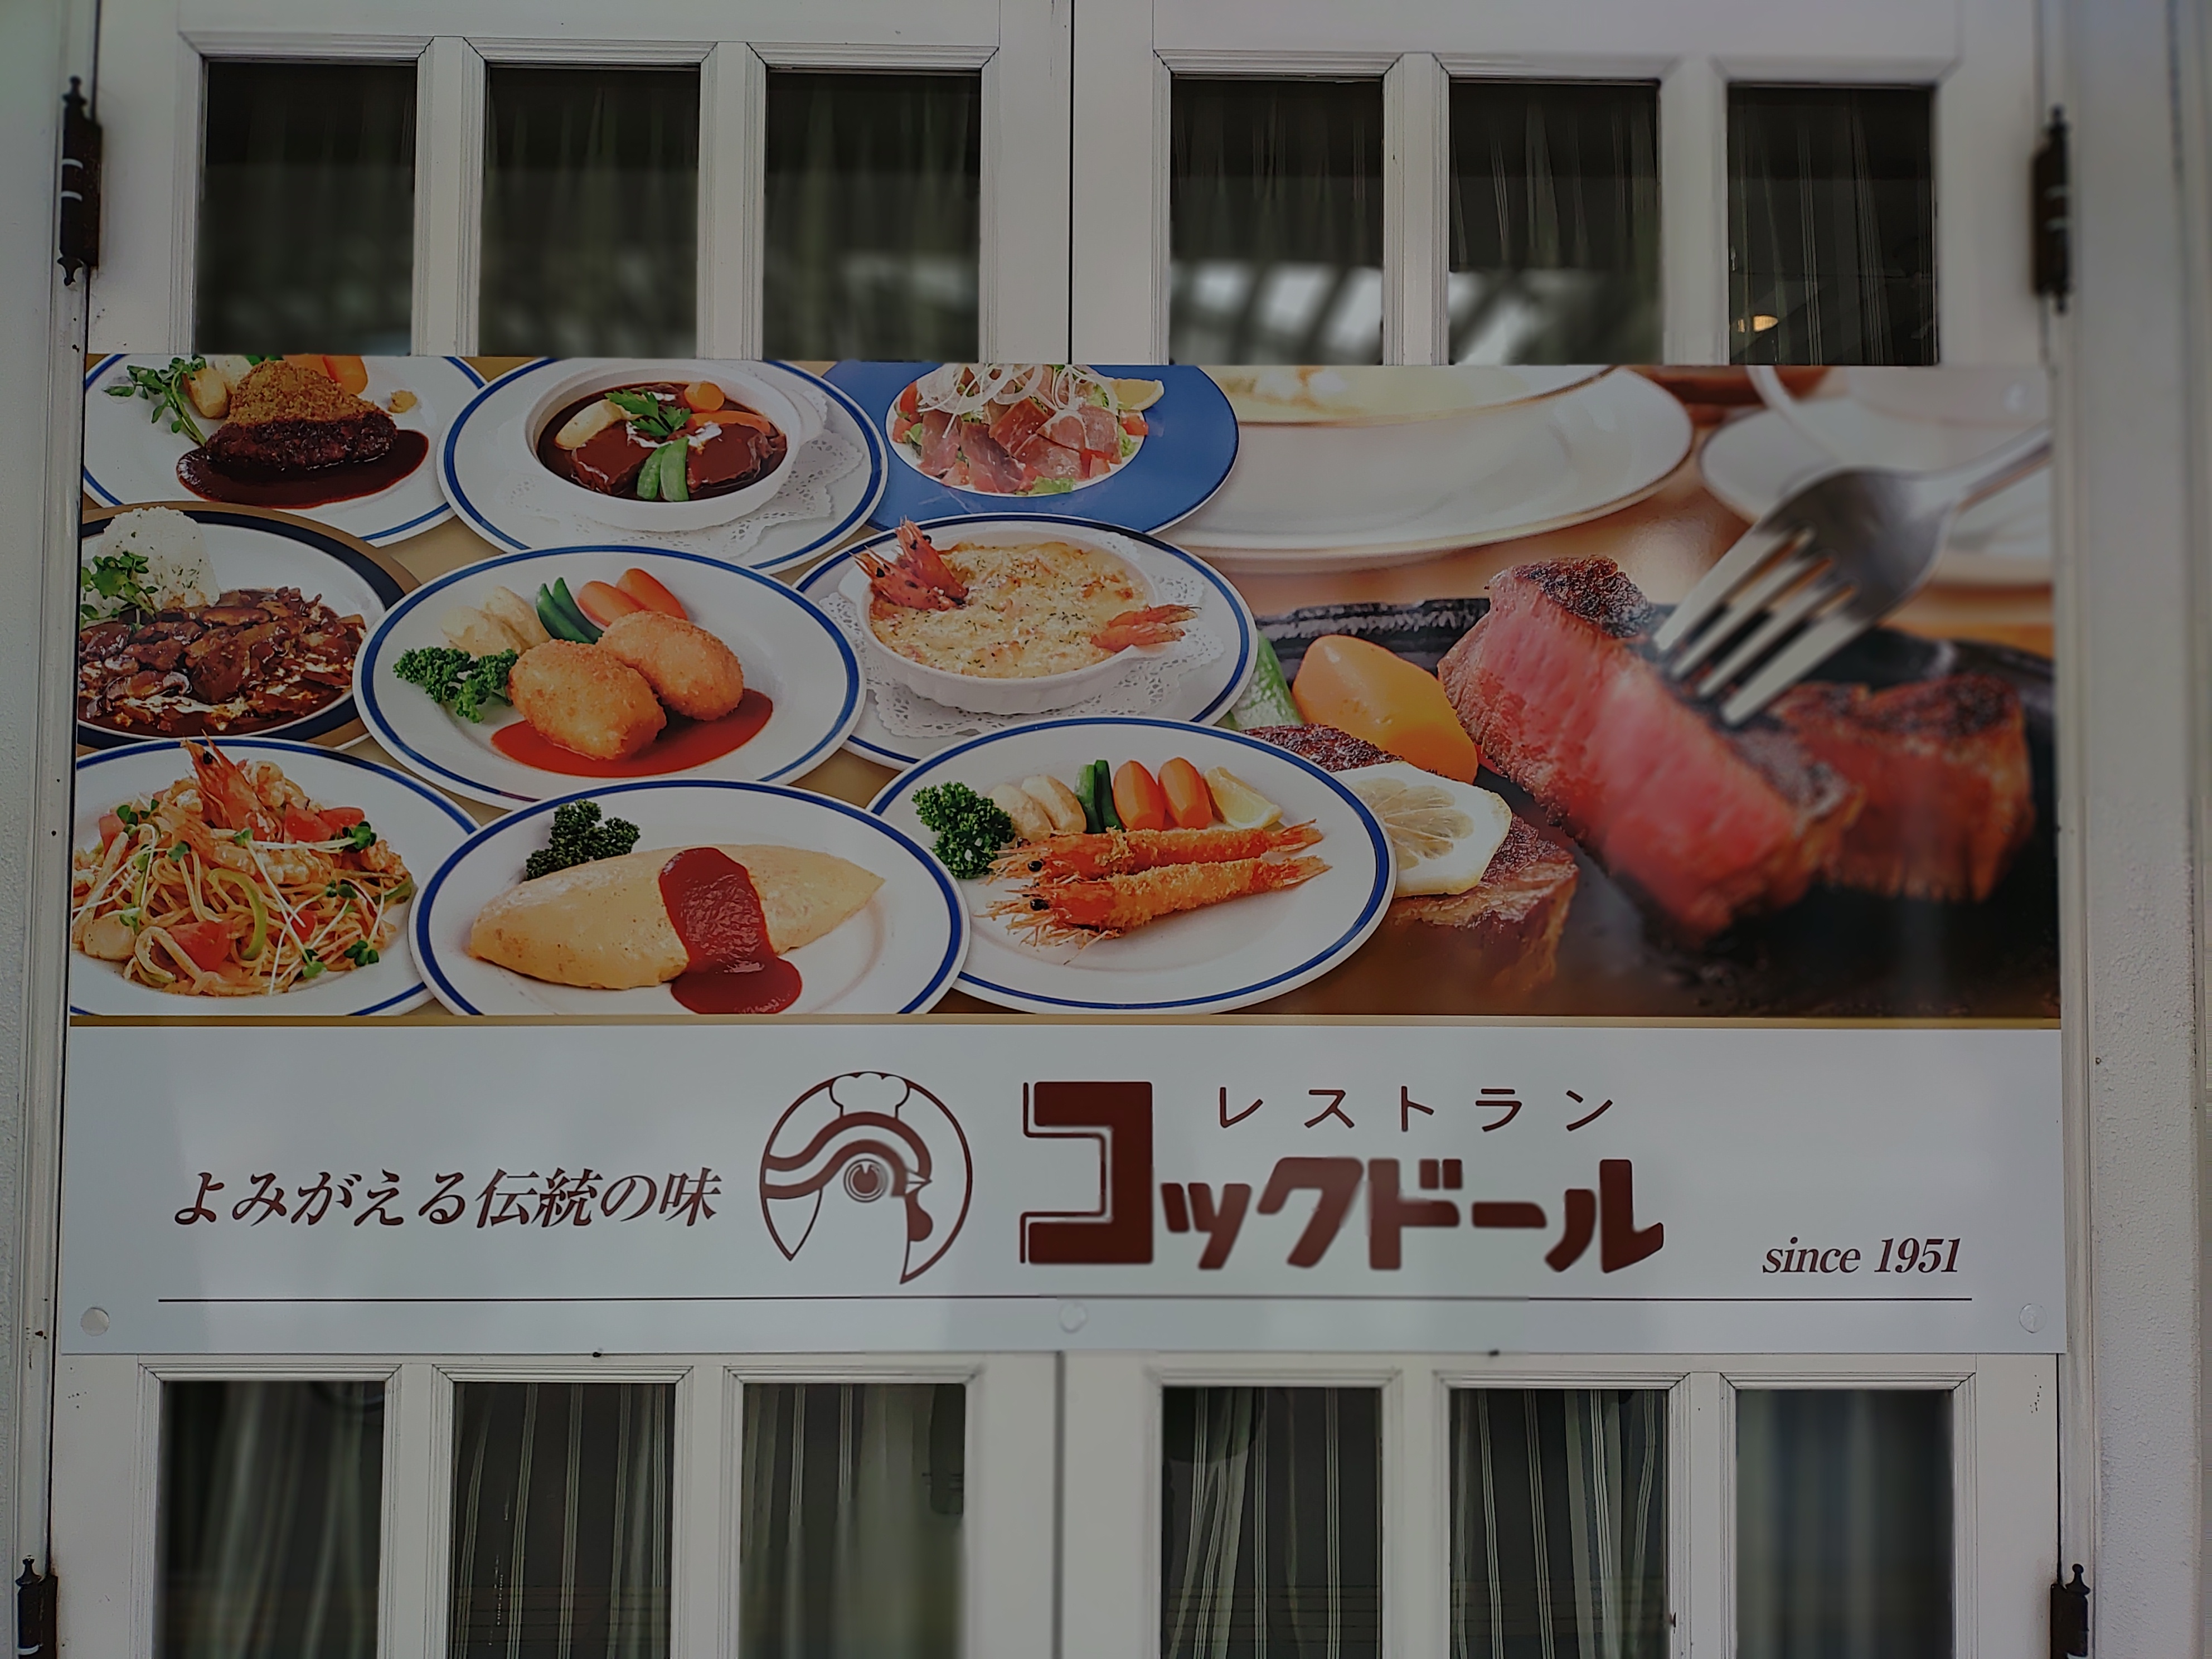 よみがえる伝統の味
レストラン
コックドール
since 1951